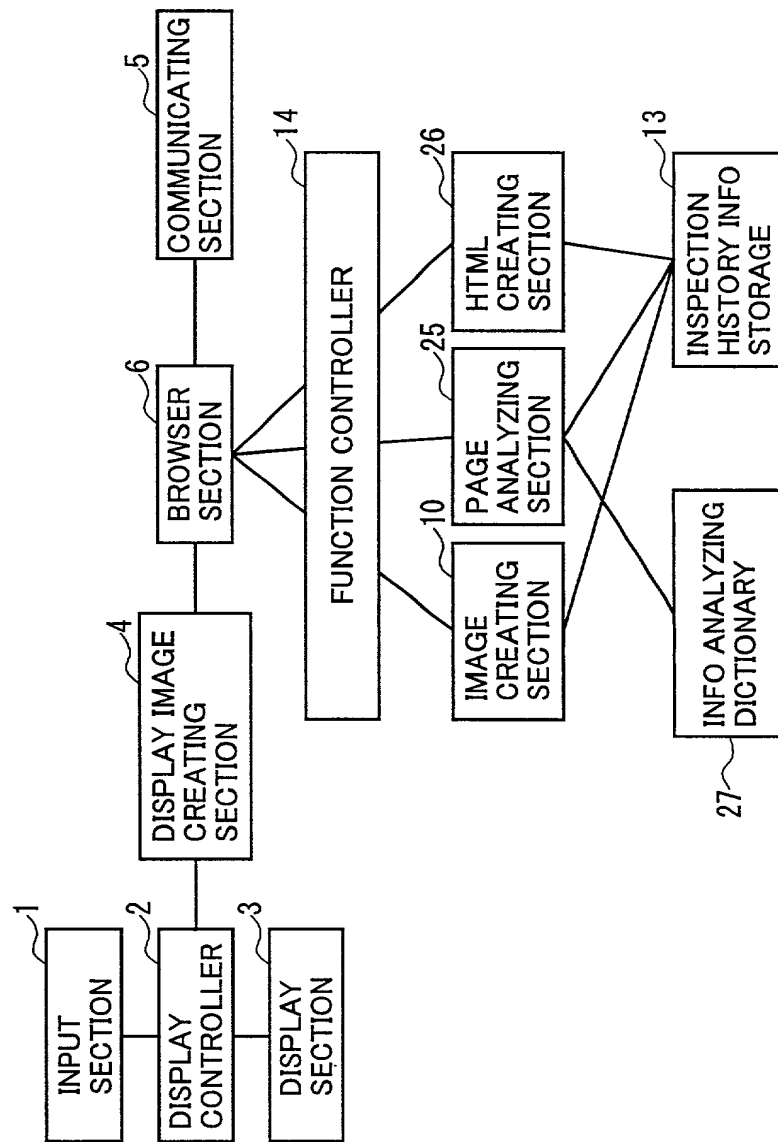 1
INPUT
SECTION
2
DISPLAY
CONTROLLER
3
DISPLAY
SECTION
4
DISPLAY IMAGE
CREATING
SECTION
6
BROWSER
SECTION
5
COMMUNICATING
SECTION
14
FUNCTION CONTROLLER
10
IMAGE
CREATING
SECTION
25
PAGE
ANALYZING
SECTION
26
HTML
CREATING
SECTION
27
INFO ANALYZING
DICTIONARY
13
INSPECTION
HISTORY INFO
STORAGE